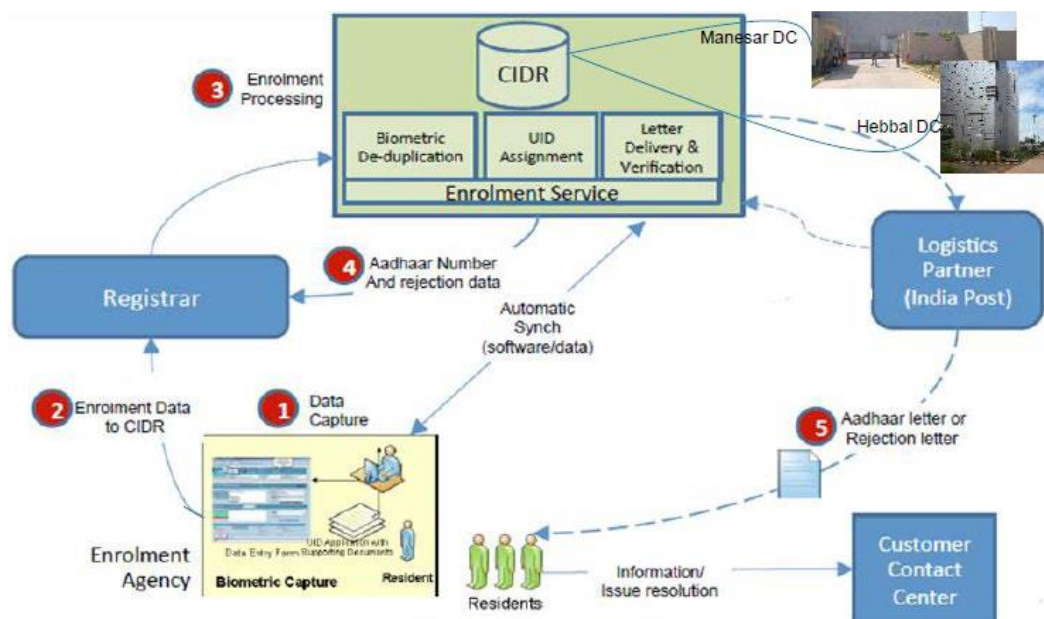 Manesar DC
Hebbal DC
CIDR
3
Enrolment
Processing
Biometric
De-duplication
UID
Assignment
Letter
Delivery &
Verification
Enrolment Service
4
Aadhaar Number
And rejection data
Registrar
Logistics
Partner
(India Post)
Automatic
Synch
(software/data)
2
Enrolment Data
to CIDR
1
Data
Capture
5
Aadhaar letter or
Rejection letter
Enrolment
Agency
UID Application with
Supporting Documents
Data Entry Form
Biometric Capture
Resident
Residents
Information/
Issue resolution
Customer
Contact
Center